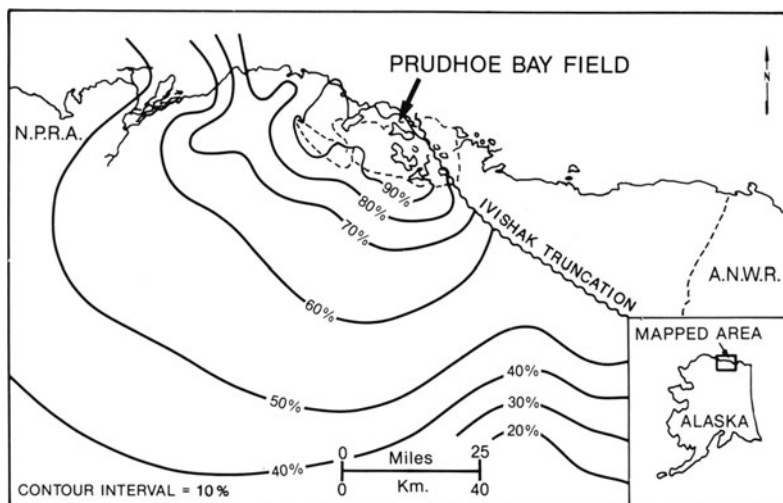 PRUDHOE BAY FIELD
N
N.P.R.A.
90%
80%
70%
60%
IVISHAK TRUNCATION
A.N.W.R.
50%
40%
30%
20%
40%
MAPPED AREA
ALASKA
0 25
Miles
Km.
0 40
CONTOUR INTERVAL = 10%